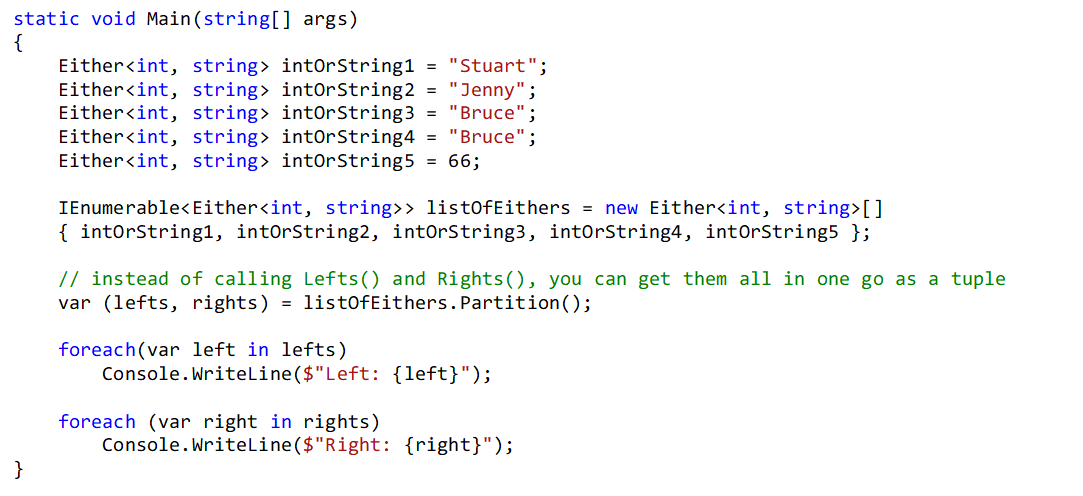 static void Main(string[] args)
{
    Either<int, string> intOrString1 = "Stuart";
    Either<int, string> intOrString2 = "Jenny";
    Either<int, string> intOrString3 = "Bruce";
    Either<int, string> intOrString4 = "Bruce";
    Either<int, string> intOrString5 = 66;

    IEnumerable<Either<int, string>> listOfEithers = new Either<int, string>[]
    { intOrString1, intOrString2, intOrString3, intOrString4, intOrString5 };

    // instead of calling Lefts() and Rights(), you can get them all in one go as a tuple
    var (lefts, rights) = listOfEithers.Partition();

    foreach(var left in lefts)
        Console.WriteLine($"Left: {left}");

    foreach (var right in rights)
        Console.WriteLine($"Right: {right}");
}